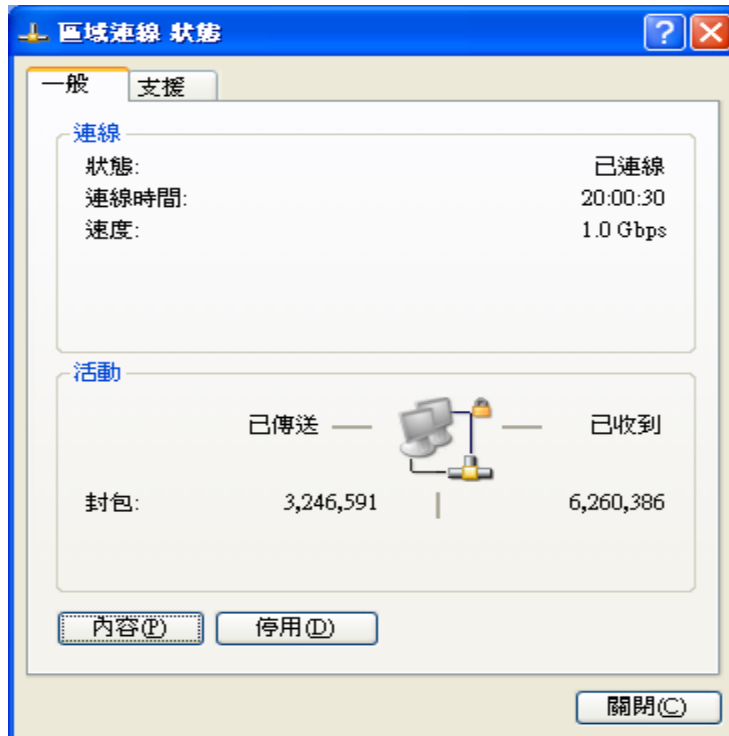 區域連線 狀態
一般 支援
連線
狀態: 已連線
連線時間: 20:00:30
速度: 1.0 Gbps
活動
已傳送 已收到
封包: 3,246,591 6,260,386
內容(P) 停用(D)
關閉(C)